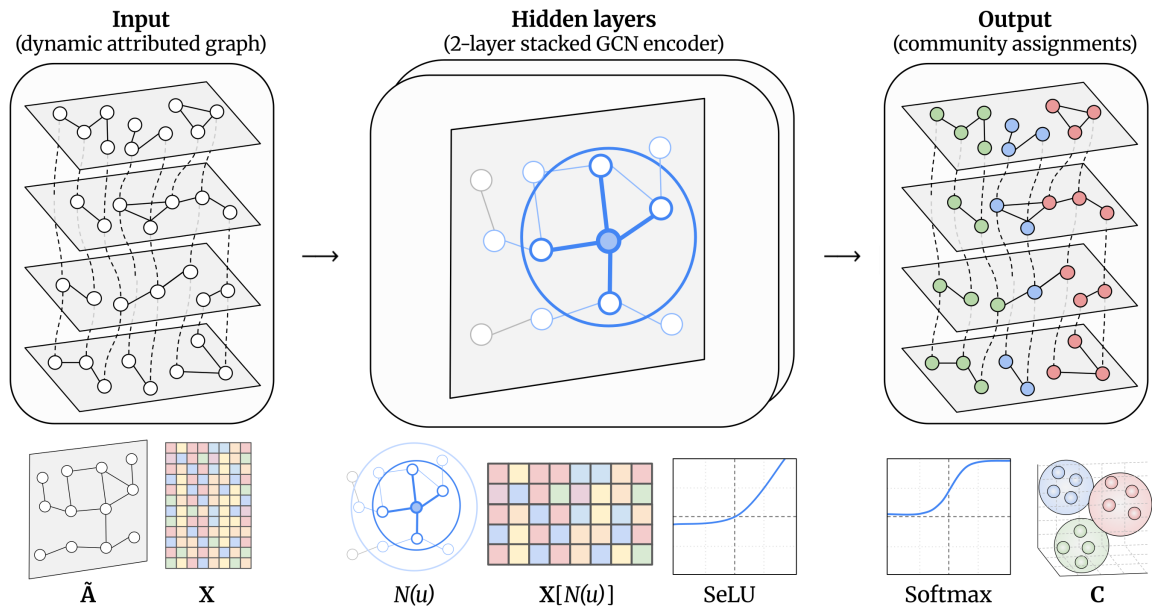 Input
(dynamic attributed graph)
Hidden layers
(2-layer stacked GCN encoder)
Output
(community assignments)
Ã
X
N(u)
X[N(u)]
SeLU
Softmax
C